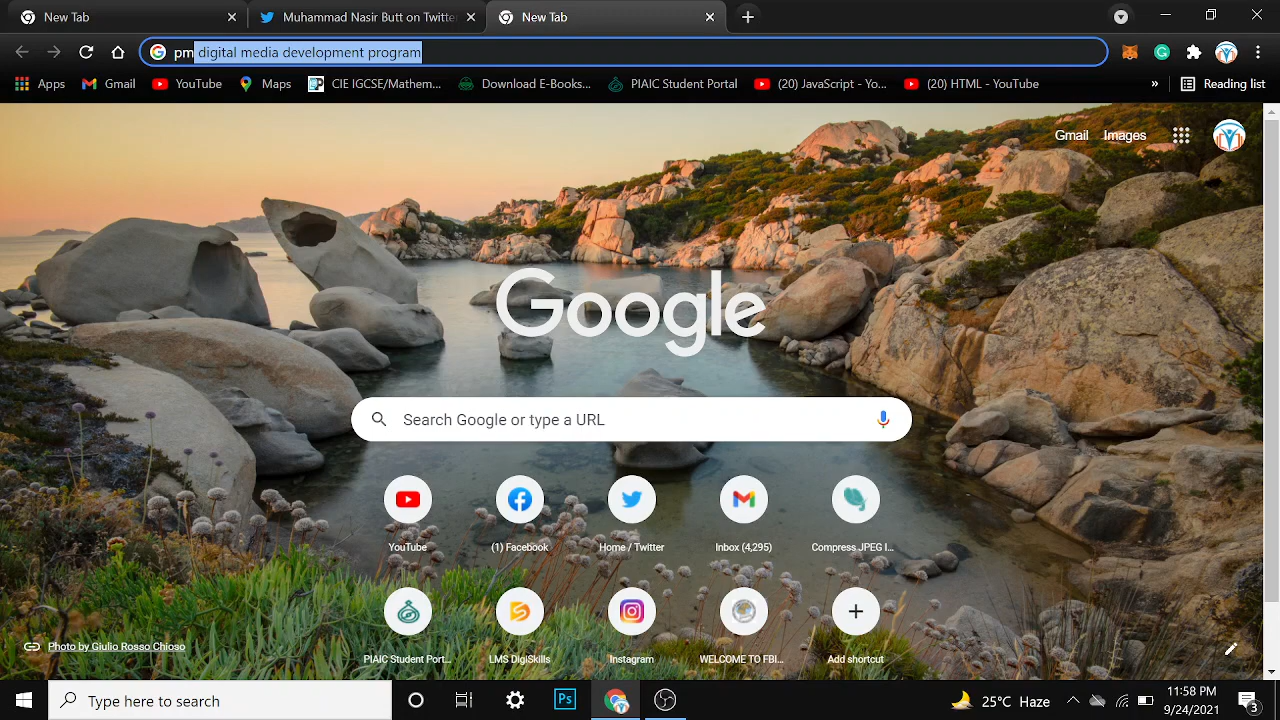 New Tab
Muhammad Nasir Butt on Twitter
New Tab
pm digital media development program
Apps
Gmail
YouTube
Maps
CIE IGCSE/Mathem...
Download E-Books...
PIAIC Student Portal
(20) JavaScript - Yo...
(20) HTML - YouTube
»
Reading list
Gmail
Images
Google
Search Google or type a URL
YouTube
(1) Facebook
Home / Twitter
Inbox (4,295)
Compress JPEG I...
PIAIC Student Port...
LMS DigiSkills
Instagram
WELCOME TO FBI...
Add shortcut
Photo by Giulio Rosso Chioso
Type here to search
Ps
25°C Haze
11:58 PM
9/24/2021
3